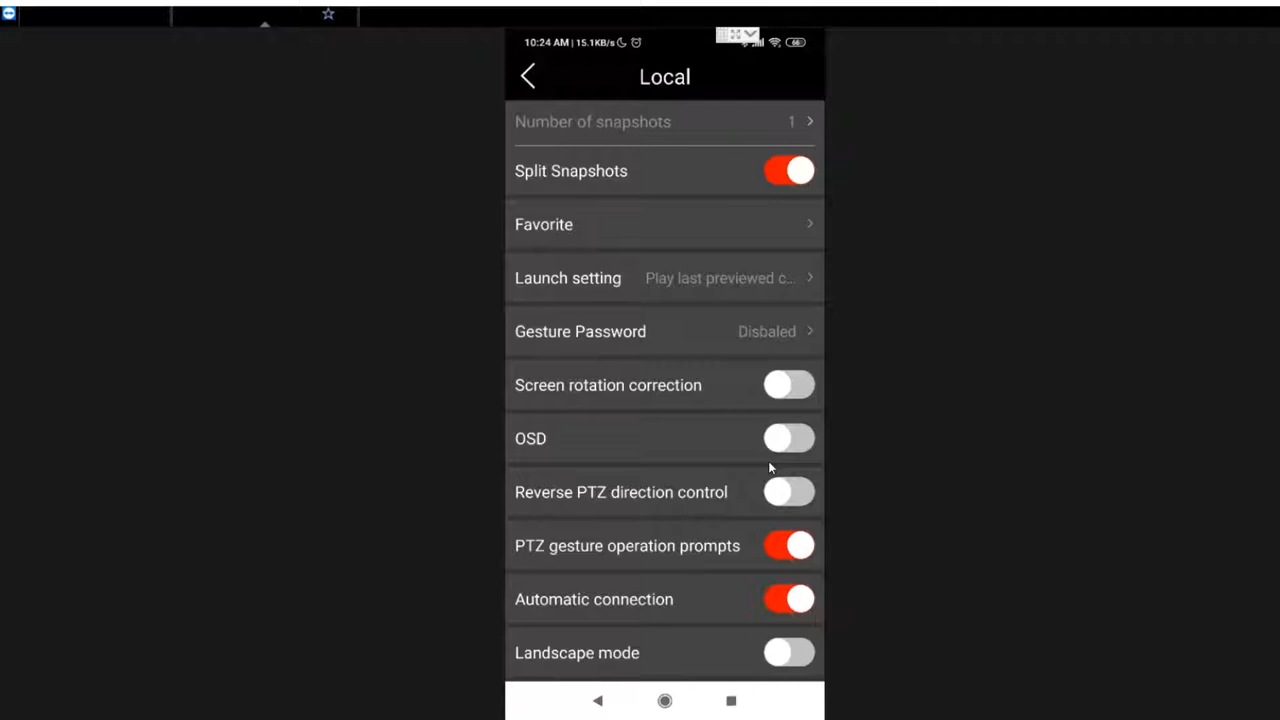 10:24 AM | 15.1KB/s
66
Local
Number of snapshots 1
Split Snapshots
Favorite
Launch setting Play last previewed c...
Gesture Password Disbaled
Screen rotation correction
OSD
Reverse PTZ direction control
PTZ gesture operation prompts
Automatic connection
Landscape mode